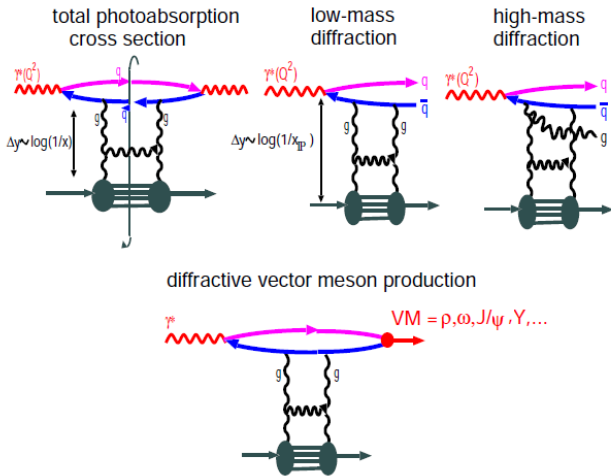 total photoabsorption
cross section
low-mass
diffraction
high-mass
diffraction
γ*(Q²)
q
q̄
g
g
Δy~log(1/x)
γ*(Q²)
q
q̄
g
g
Δy~log(1/x_IP)
γ*(Q²)
q
q̄
g
g
g
diffractive vector meson production
γ*
VM = ρ,ω,J/ψ,Υ,...
g
g